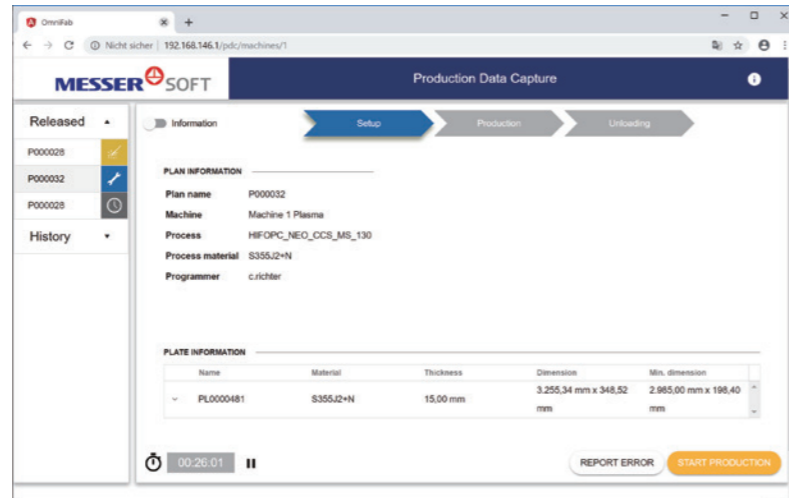 OmniFab
Nicht sicher | 192.168.146.1/pdc/machines/1
MESSER SOFT
Production Data Capture
Released
P000028
P000032
P000028
History
Information
Setup
Production
Unloading
PLAN INFORMATION
Plan name P000032
Machine Machine 1 Plasma
Process HIFOPC_NEO_CCS_MS_130
Process material S355J2+N
Programmer c.richter
PLATE INFORMATION
Name Material Thickness Dimension Min. dimension
PL0000481 S355J2+N 15,00 mm 3.255,34 mm x 348,52 mm 2.985,00 mm x 198,40 mm
00:26:01
REPORT ERROR
START PRODUCTION